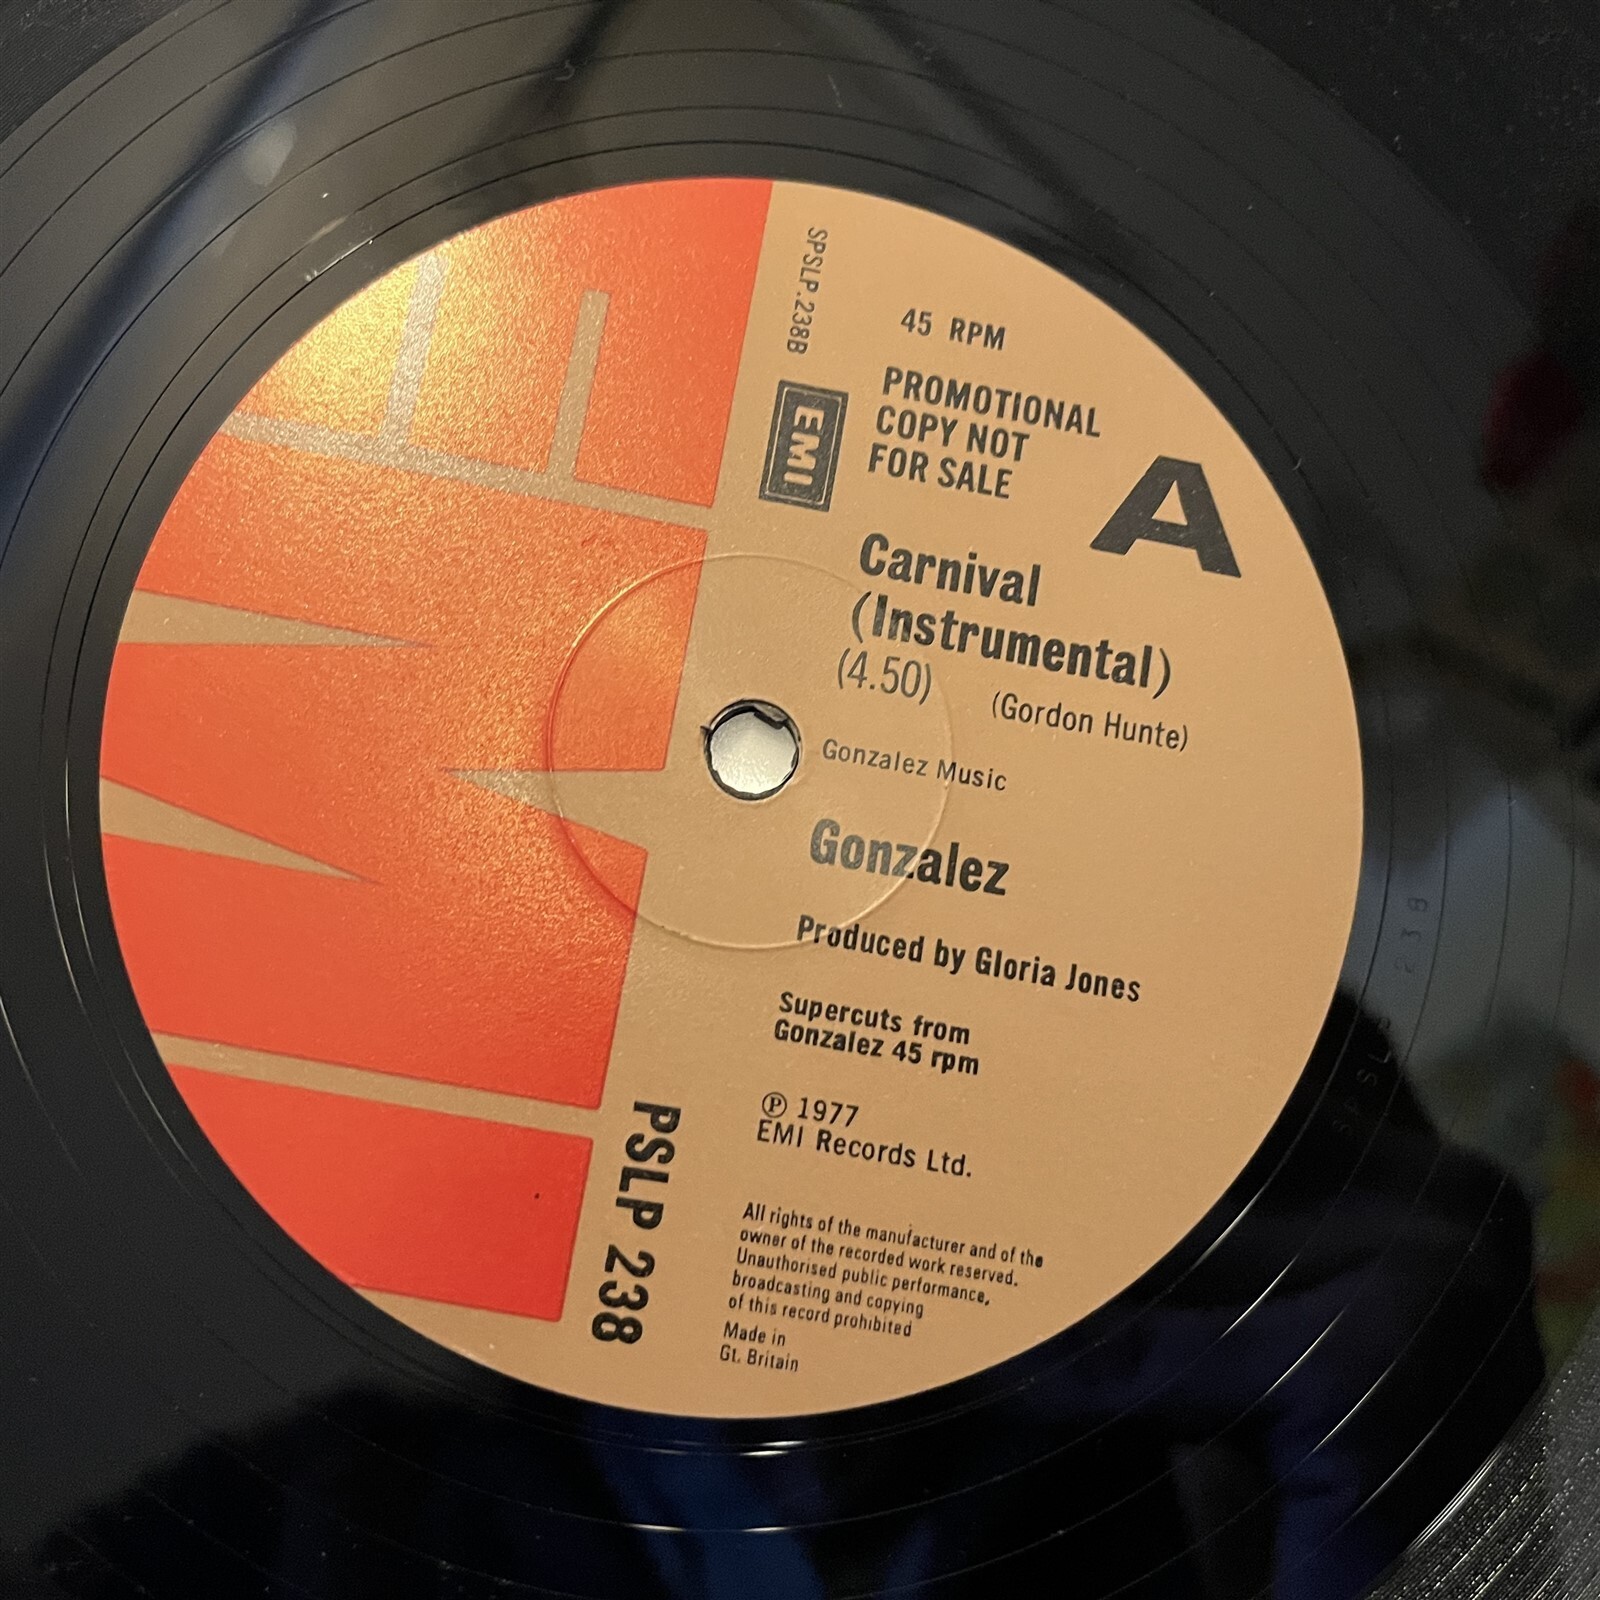 SPSLP.238B
EMI
45 RPM
PROMOTIONAL
COPY NOT
FOR SALE
A
Carnival
(Instrumental)
(4.50)
(Gordon Hunte)
Gonzalez Music
Gonzalez
Produced by Gloria Jones
Supercuts from
Gonzalez 45 rpm
Ⓟ 1977
EMI Records Ltd.
PSLP 238
All rights of the manufacturer and of the
owner of the recorded work reserved.
Unauthorised public performance,
broadcasting and copying
of this record prohibited
Made in
Gt. Britain
238